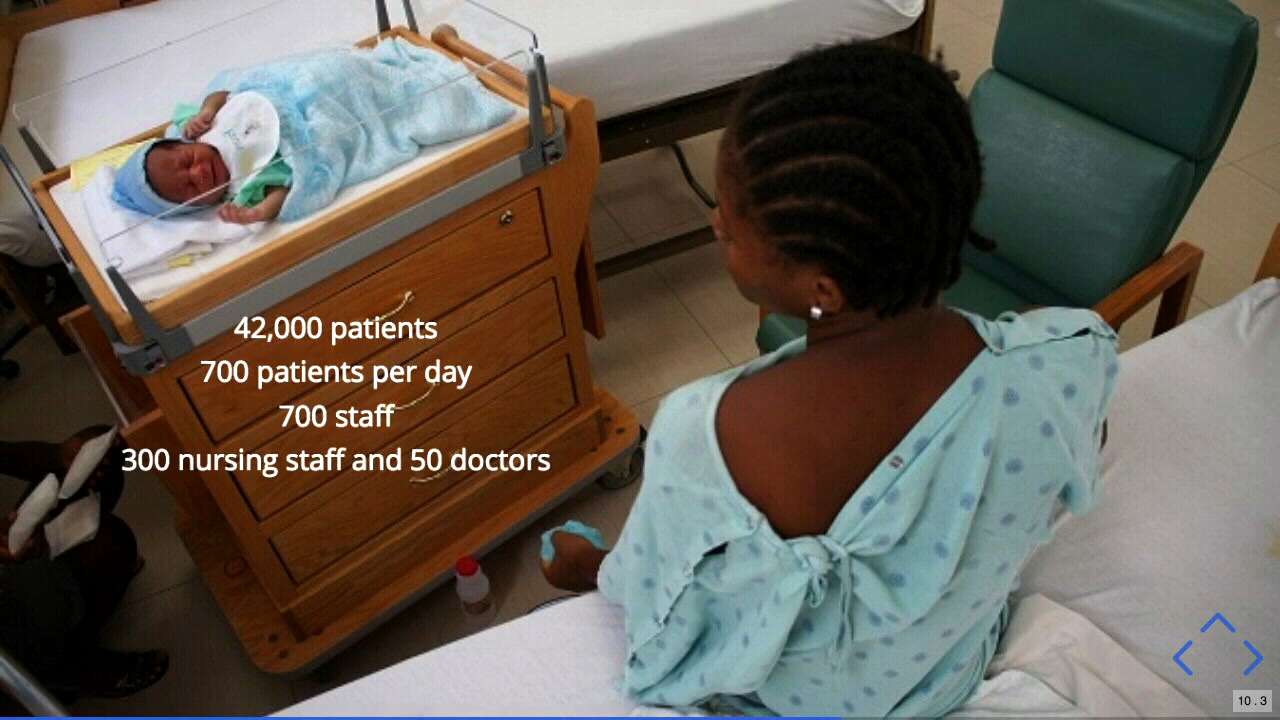 42,000 patients
700 patients per day
700 staff
300 nursing staff and 50 doctors
10.3